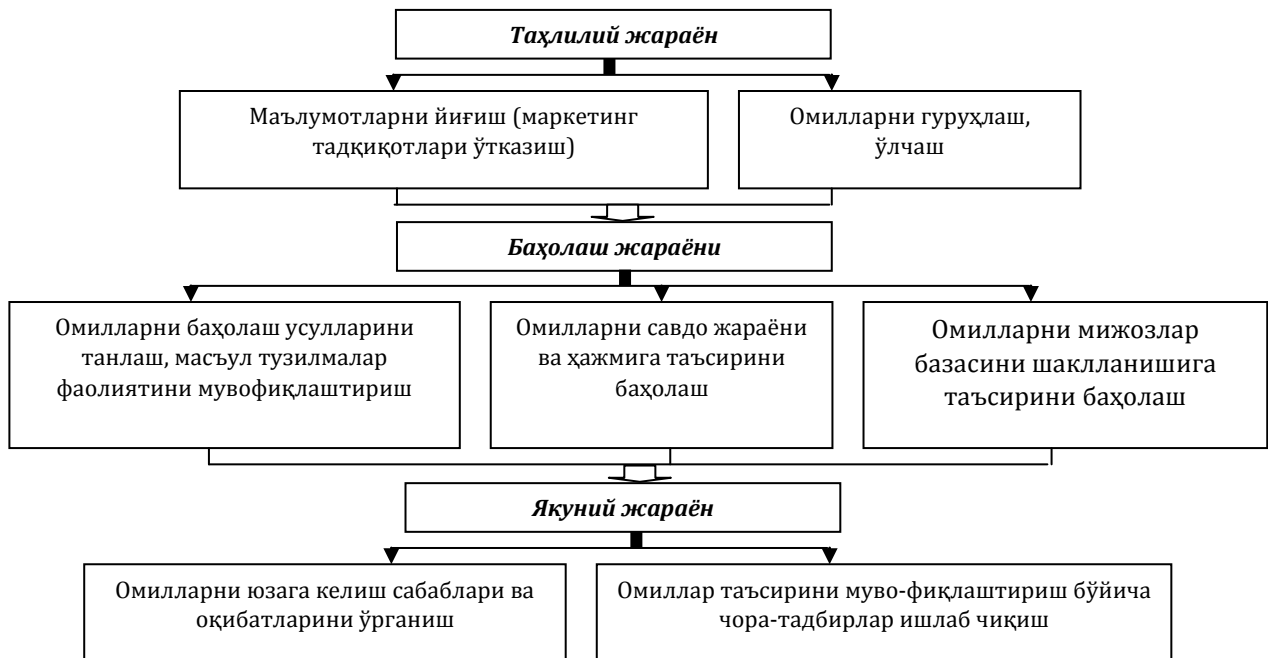 Таҳлилий жараён
Маълумотларни йиғиш (маркетинг
тадқиқотлари ўтказиш)
Омилларни гуруҳлаш,
ўлчаш
Баҳолаш жараёни
Омилларни баҳолаш усулларини
танлаш, масъул тузилмалар
фаолиятини мувофиқлаштириш
Омилларни савдо жараёни
ва ҳажмига таъсирини
баҳолаш
Омилларни мижозлар
базасини шаклланишига
таъсирини баҳолаш
Якуний жараён
Омилларни юзага келиш сабаблари ва
оқибатларини ўрганиш
Омиллар таъсирини муво-фиқлаштириш бўйича
чора-тадбирлар ишлаб чиқиш